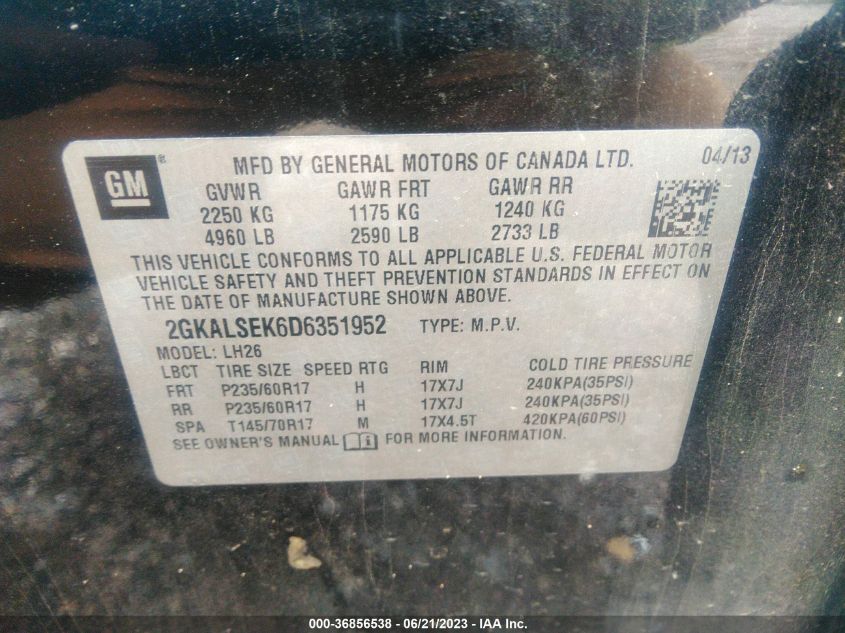 GM ® MFD BY GENERAL MOTORS OF CANADA LTD. 04/13
GVWR GAWR FRT GAWR RR
2250 KG 1175 KG 1240 KG
4960 LB 2590 LB 2733 LB
THIS VEHICLE CONFORMS TO ALL APPLICABLE U.S. FEDERAL MOTOR
VEHICLE SAFETY AND THEFT PREVENTION STANDARDS IN EFFECT ON
THE DATE OF MANUFACTURE SHOWN ABOVE.
2GKALSEK6D6351952 TYPE: M.P.V.
MODEL: LH26
LBCT TIRE SIZE SPEED RTG RIM COLD TIRE PRESSURE
FRT P235/60R17 H 17X7J 240KPA(35PSI)
RR P235/60R17 H 17X7J 240KPA(35PSI)
SPA T145/70R17 M 17X4.5T 420KPA(60PSI)
SEE OWNER'S MANUAL i FOR MORE INFORMATION.
000-36856538 - 06/21/2023 - IAA Inc.